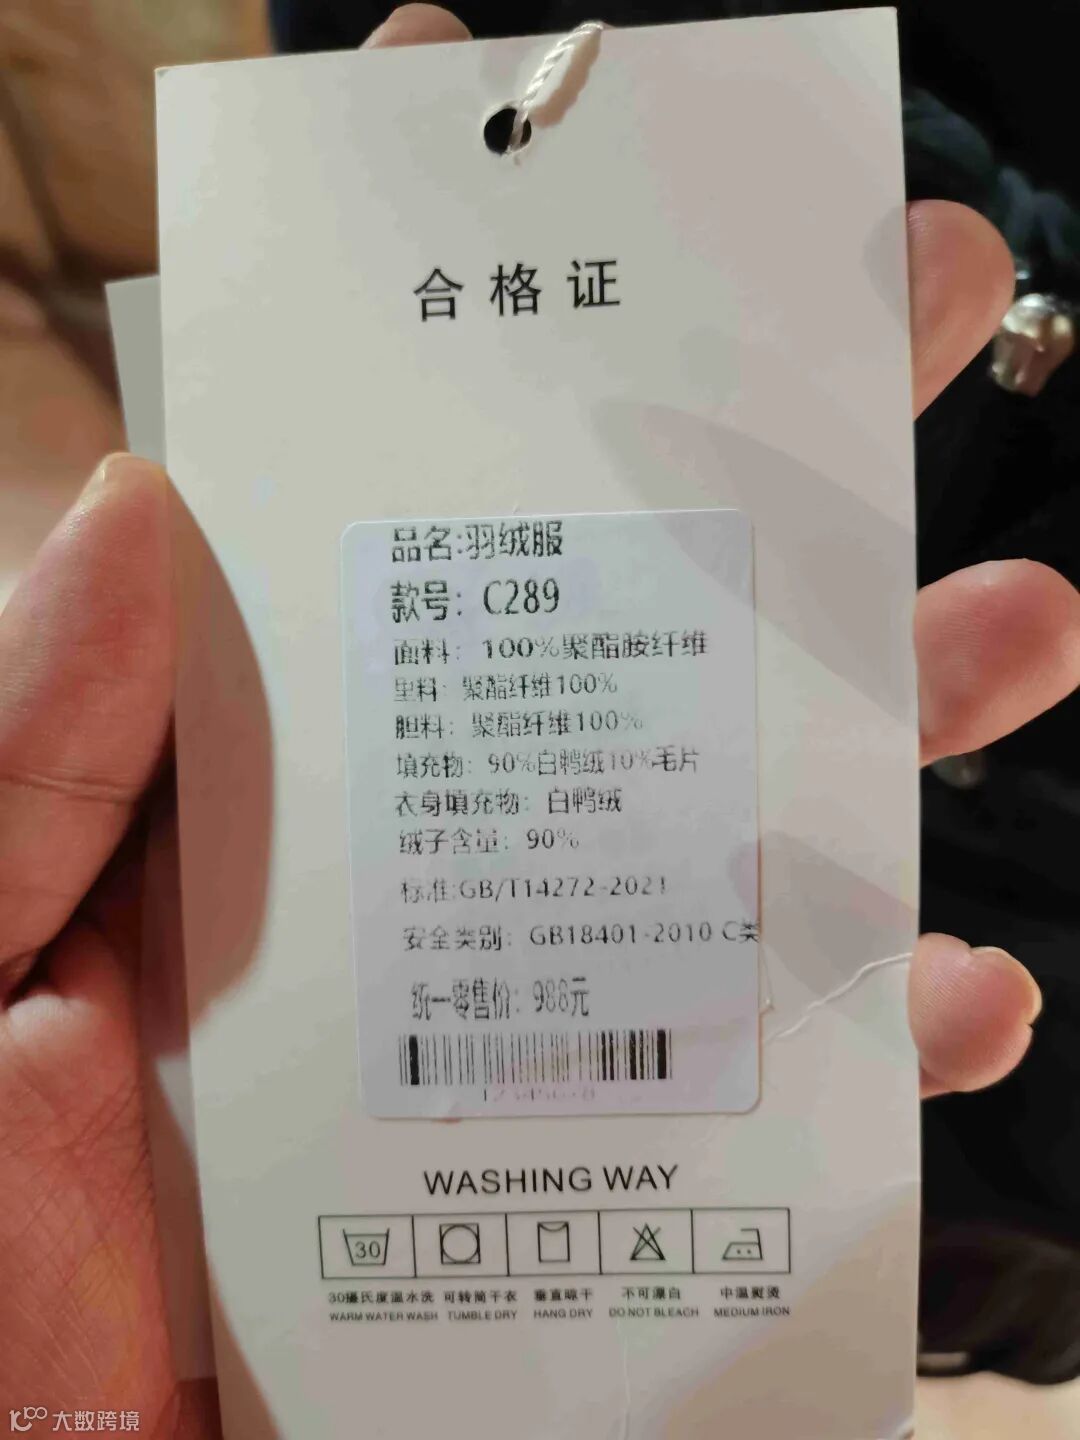 合格证
品名:羽绒服
款号：C289
面料：100%聚酯胺纤维
里料：聚酯纤维100%
胆料：聚酯纤维100%
填充物：90%白鸭绒10%毛片
衣身填充物：白鸭绒
绒子含量：90%
标准:GB/T14272-2021
安全类别：GB18401-2010 C类
统一零售价：988元
12345678
WASHING WAY
30
30摄氏度温水洗 可转筒干衣 垂直晾干 不可漂白 中温熨烫
WARM WATER WASH TUMBLE DRY HANG DRY DO NOT BLEACH MEDIUM IRON
大数跨境